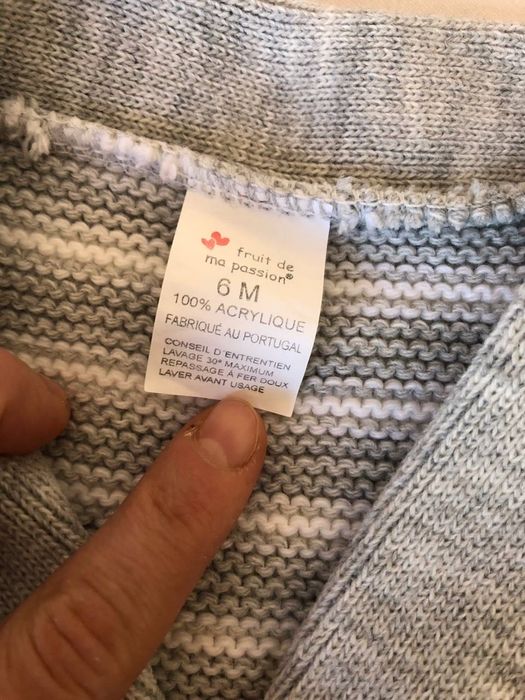 fruit de
ma passion®
6 M
100% ACRYLIQUE
FABRIQUÉ AU PORTUGAL
CONSEIL D'ENTRETIEN
LAVAGE 30° MAXIMUM
REPASSAGE À FER DOUX
LAVER AVANT USAGE